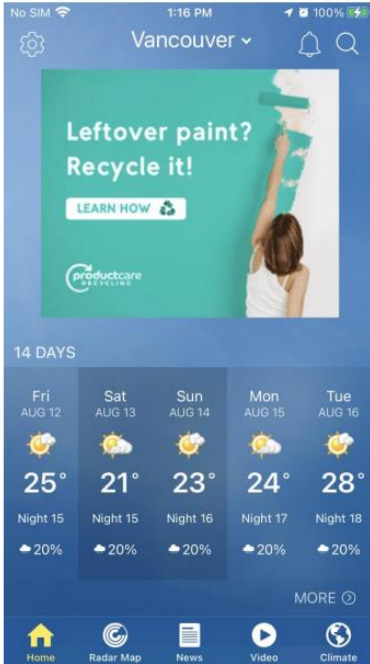 No SIM 1:16 PM 100%
Vancouver
Leftover paint?
Recycle it!
LEARN HOW
productcare
RECYCLING
14 DAYS
Fri Sat Sun Mon Tue
AUG 12 AUG 13 AUG 14 AUG 15 AUG 16
25° 21° 23° 24° 28°
Night 15 Night 15 Night 16 Night 17 Night 18
20% 20% 20% 20% 20%
MORE
Home Radar Map News Video Climate